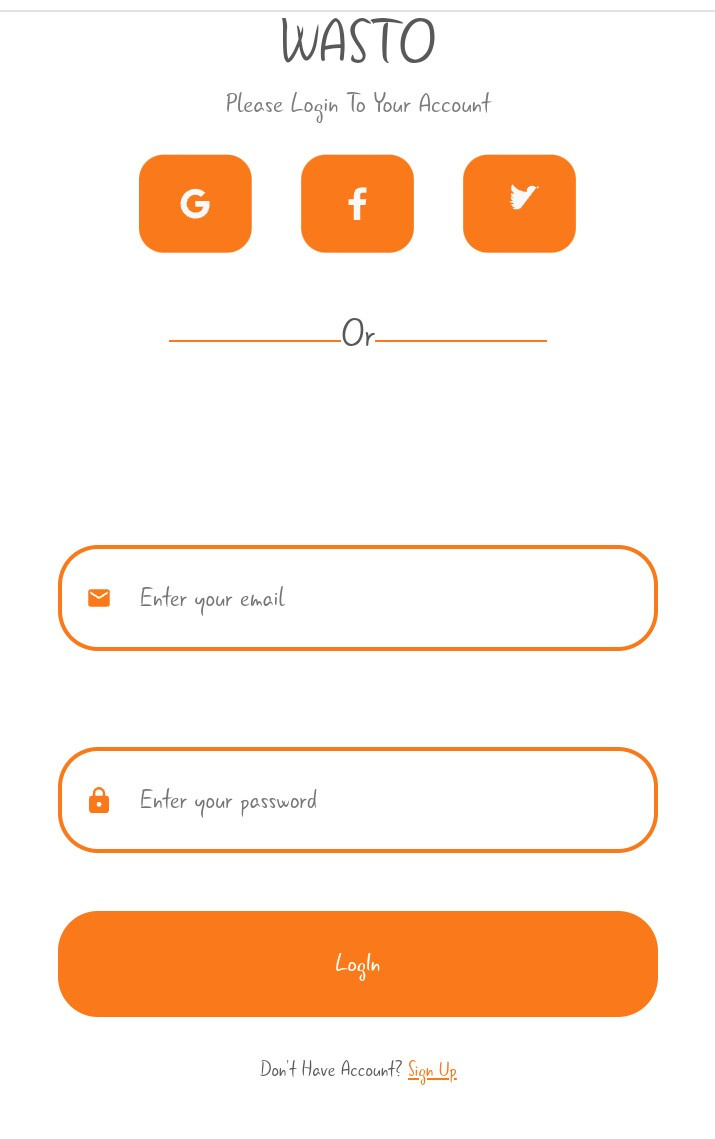 WASTO
Please Login To Your Account
Or
Enter your email
Enter your password
LogIn
Don't Have Account? Sign Up